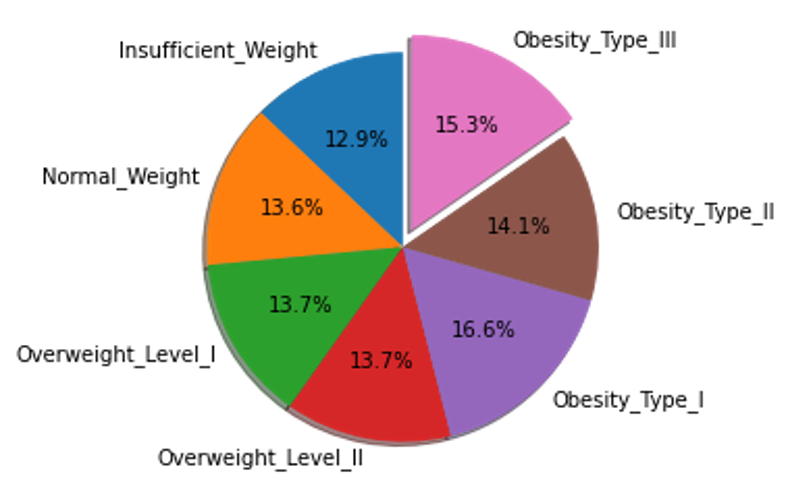 Obesity_Type_III
Insufficient_Weight
15.3%
12.9%
Normal_Weight
13.6%
Obesity_Type_II
14.1%
13.7%
16.6%
Overweight_Level_I
13.7%
Obesity_Type_I
Overweight_Level_II